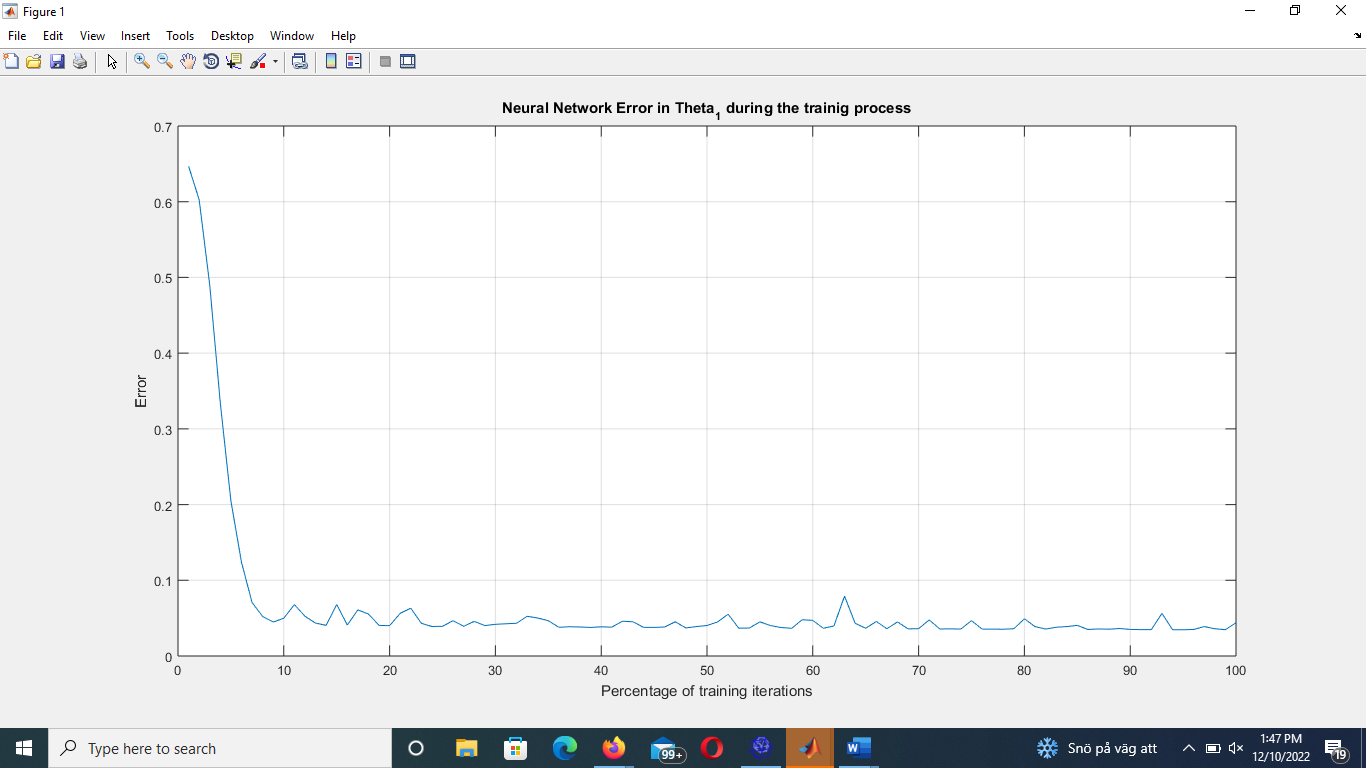 Figure 1
File Edit View Insert Tools Desktop Window Help
Neural Network Error in Theta1 during the trainig process
0.7
0.6
0.5
0.4
0.3
0.2
0.1
0
Error
0 10 20 30 40 50 60 70 80 90 100
Percentage of training iterations
Type here to search
99+
W
Snö på väg att
1:47 PM
12/10/2022
19